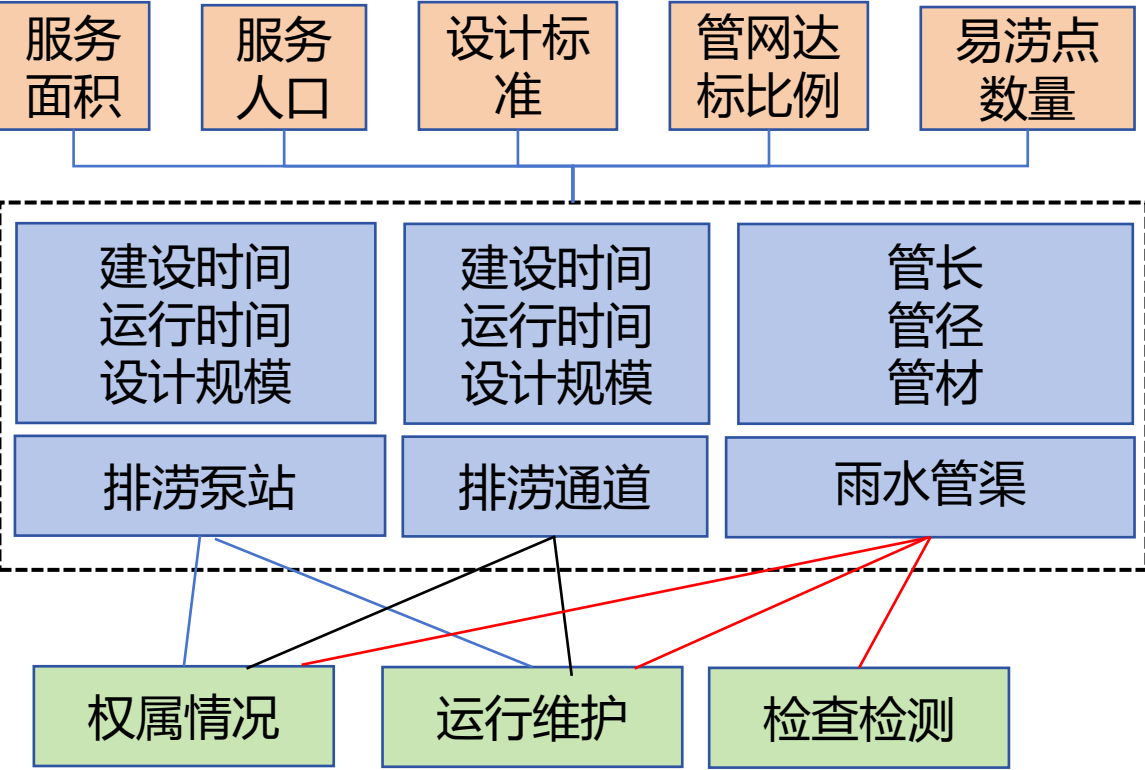 服务
面积
服务
人口
设计标
准
管网达
标比例
易涝点
数量
建设时间
运行时间
设计规模
建设时间
运行时间
设计规模
管长
管径
管材
排涝泵站
排涝通道
雨水管渠
权属情况
运行维护
检查检测